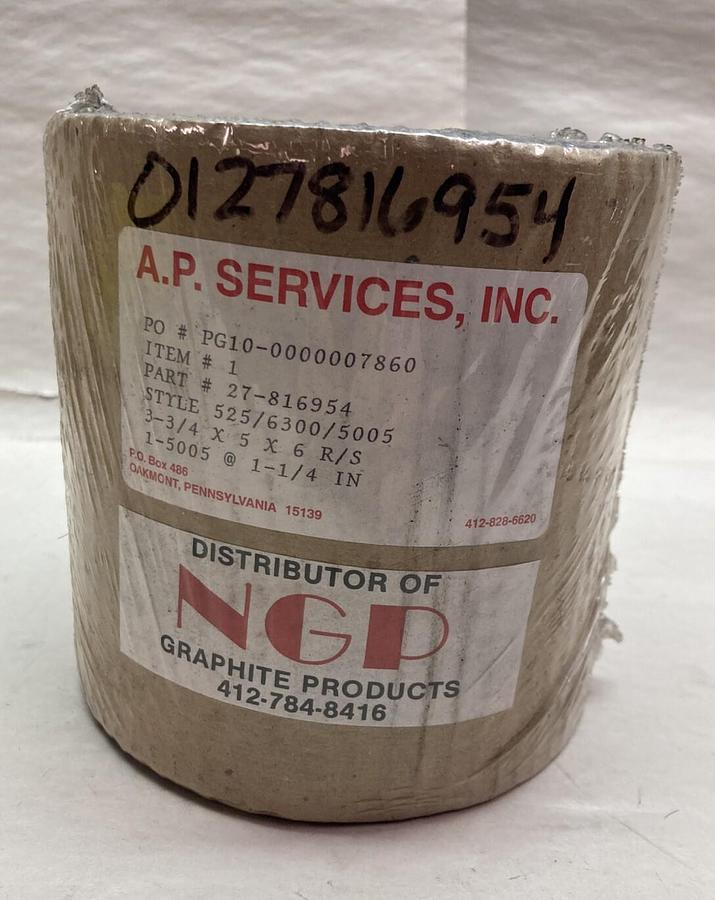 0127816954
A.P. SERVICES, INC.
PO # PG10-0000007860
ITEM # 1
PART # 27-816954
STYLE 525/6300/5005
3-3/4 X 5 X 6 R/S
1-5005 @ 1-1/4 IN
P.O. Box 486
OAKMONT, PENNSYLVANIA 15139
412-828-6620
DISTRIBUTOR OF
NGP
GRAPHITE PRODUCTS
412-784-8416